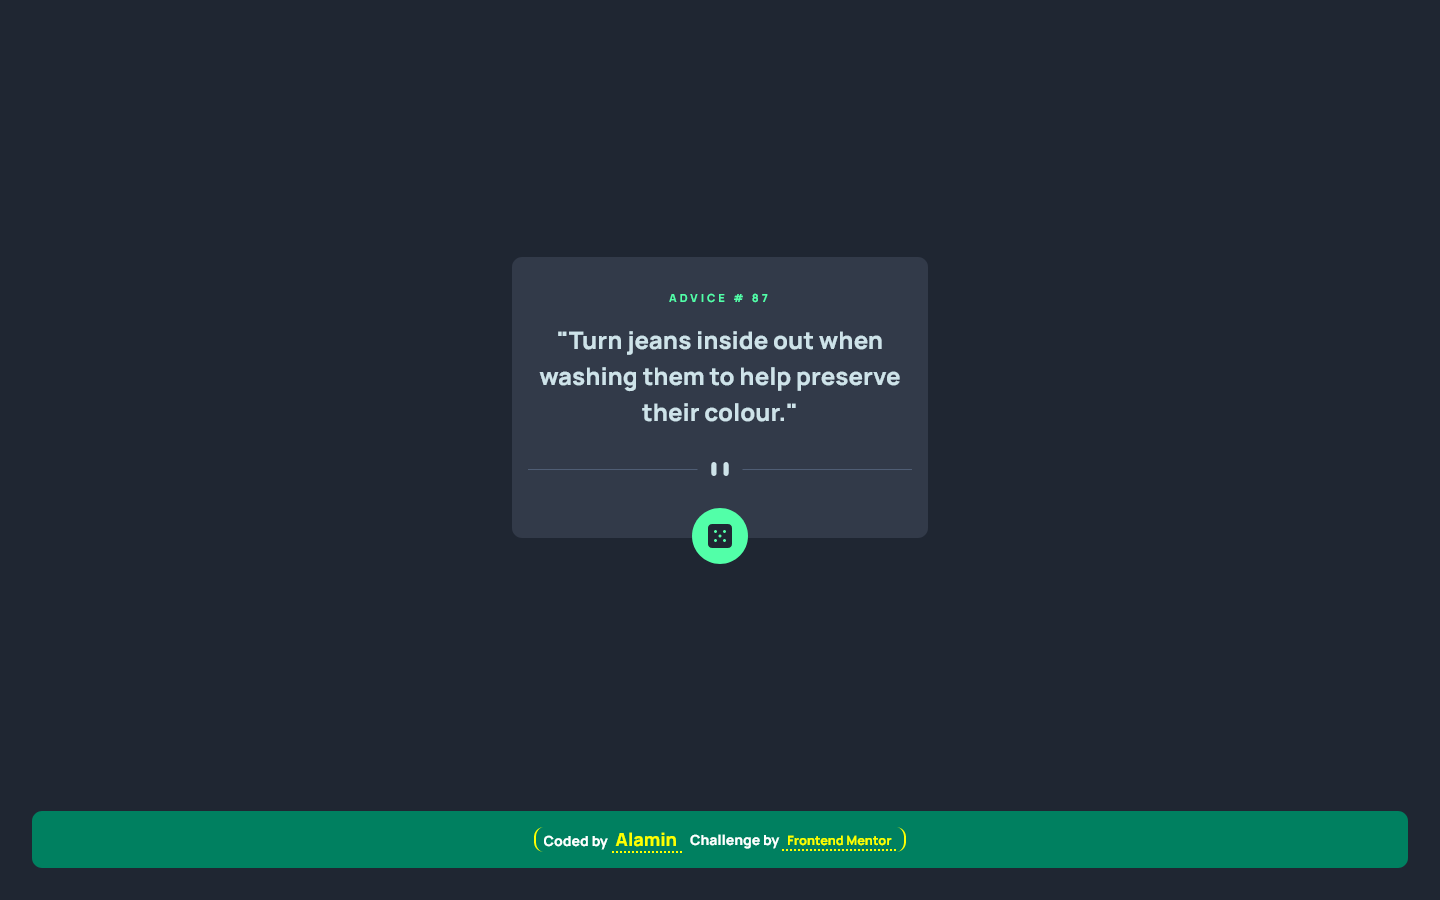 ADVICE # 87
"Turn jeans inside out when
washing them to help preserve
their colour."
Coded by Alamin Challenge by Frontend Mentor